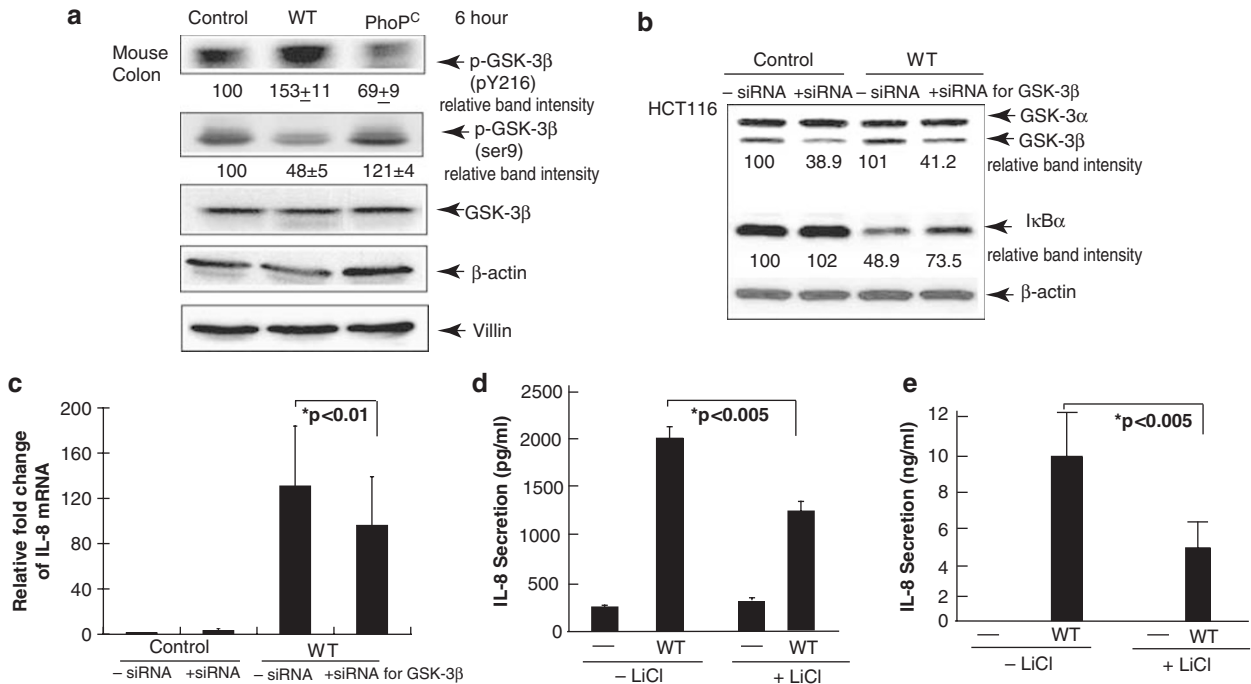 a
Control WT PhoPC 6 hour
Mouse
Colon
p-GSK-3β
(pY216)
100 153±11 69±9
relative band intensity
p-GSK-3β
(ser9)
100 48±5 121±4
relative band intensity
GSK-3β
β-actin
Villin
b
Control WT
– siRNA +siRNA – siRNA +siRNA for GSK-3β
HCT116
GSK-3α
GSK-3β
100 38.9 101 41.2 relative band intensity
IκBα
100 102 48.9 73.5 relative band intensity
β-actin
c
Relative fold change
of IL-8 mRNA
200
160
120
80
40
0
*p<0.01
Control WT
– siRNA +siRNA – siRNA +siRNA for GSK-3β
d
IL-8 Secretion (pg/ml)
2500
2000
1500
1000
500
0
*p<0.005
— WT — WT
– LiCl + LiCl
e
IL-8 Secretion (ng/ml)
12
10
8
6
4
2
0
*p<0.005
— WT — WT
– LiCl + LiCl